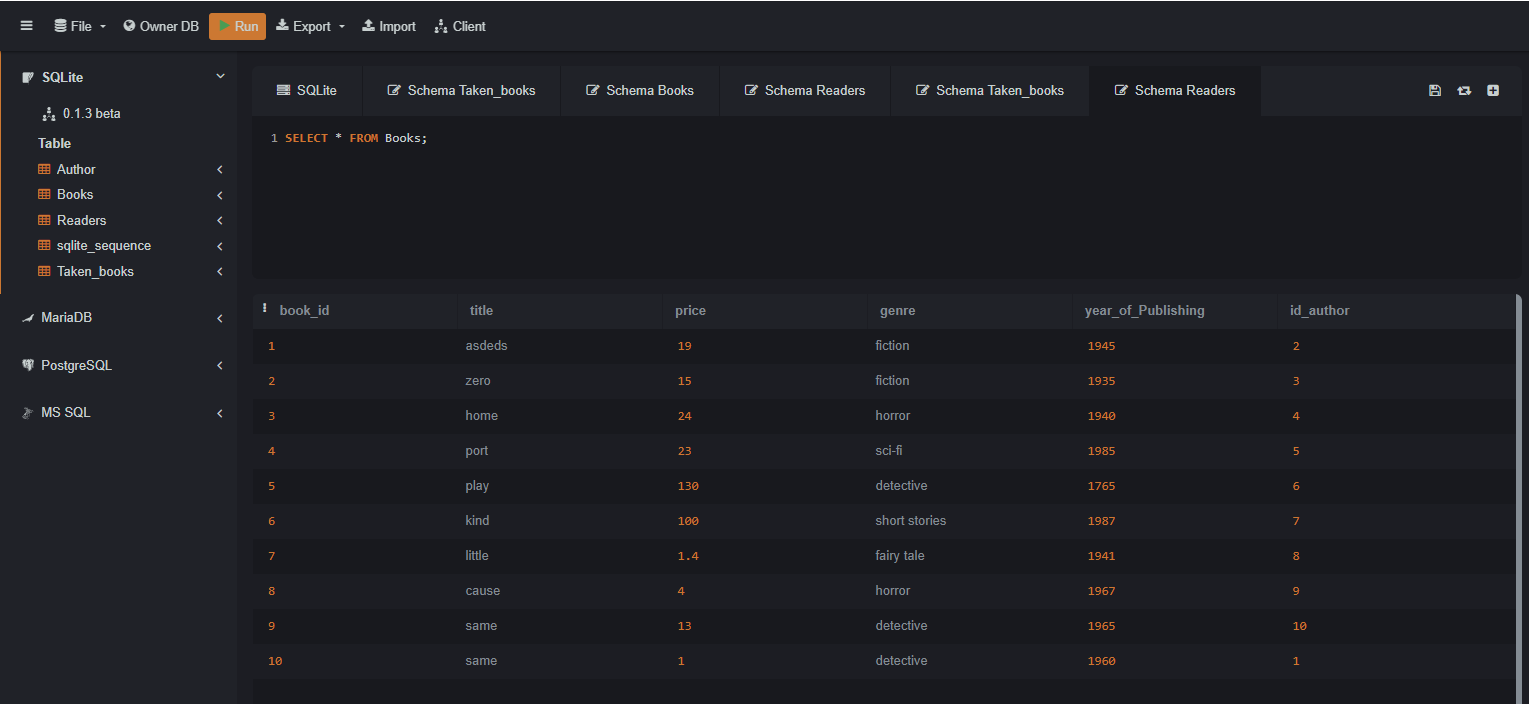 File Owner DB Run Export Import Client
SQLite
0.1.3 beta
Table
Author
Books
Readers
sqlite_sequence
Taken_books
MariaDB
PostgreSQL
MS SQL
SQLite Schema Taken_books Schema Books Schema Readers Schema Taken_books Schema Readers
1 SELECT * FROM Books;
book_id title price genre year_of_Publishing id_author
1 asdeds 19 fiction 1945 2
2 zero 15 fiction 1935 3
3 home 24 horror 1940 4
4 port 23 sci-fi 1985 5
5 play 130 detective 1765 6
6 kind 100 short stories 1987 7
7 little 1.4 fairy tale 1941 8
8 cause 4 horror 1967 9
9 same 13 detective 1965 10
10 same 1 detective 1960 1